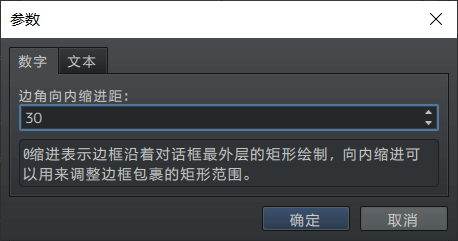 参数
数字
文本
边角向内缩进距：
30
0缩进表示边框沿着对话框最外层的矩形绘制，向内缩进可
以用来调整边框包裹的矩形范围。
确定
取消